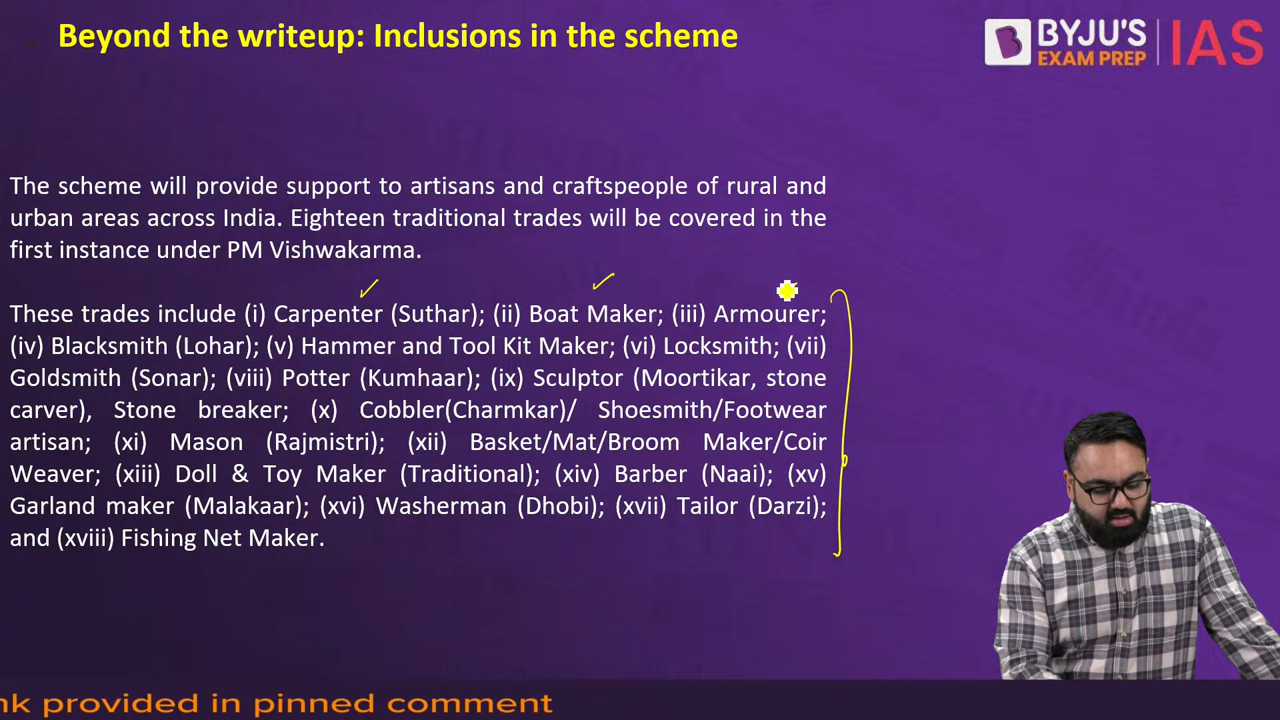 Beyond the writeup: Inclusions in the scheme
BYJU'S
EXAM PREP
IAS
The scheme will provide support to artisans and craftspeople of rural and
urban areas across India. Eighteen traditional trades will be covered in the
first instance under PM Vishwakarma.
These trades include (i) Carpenter (Suthar); (ii) Boat Maker; (iii) Armourer;
(iv) Blacksmith (Lohar); (v) Hammer and Tool Kit Maker; (vi) Locksmith; (vii)
Goldsmith (Sonar); (viii) Potter (Kumhaar); (ix) Sculptor (Moortikar, stone
carver), Stone breaker; (x) Cobbler(Charmkar)/ Shoesmith/Footwear
artisan; (xi) Mason (Rajmistri); (xii) Basket/Mat/Broom Maker/Coir
Weaver; (xiii) Doll & Toy Maker (Traditional); (xiv) Barber (Naai); (xv)
Garland maker (Malakaar); (xvi) Washerman (Dhobi); (xvii) Tailor (Darzi);
and (xviii) Fishing Net Maker.
nk provided in pinned comment